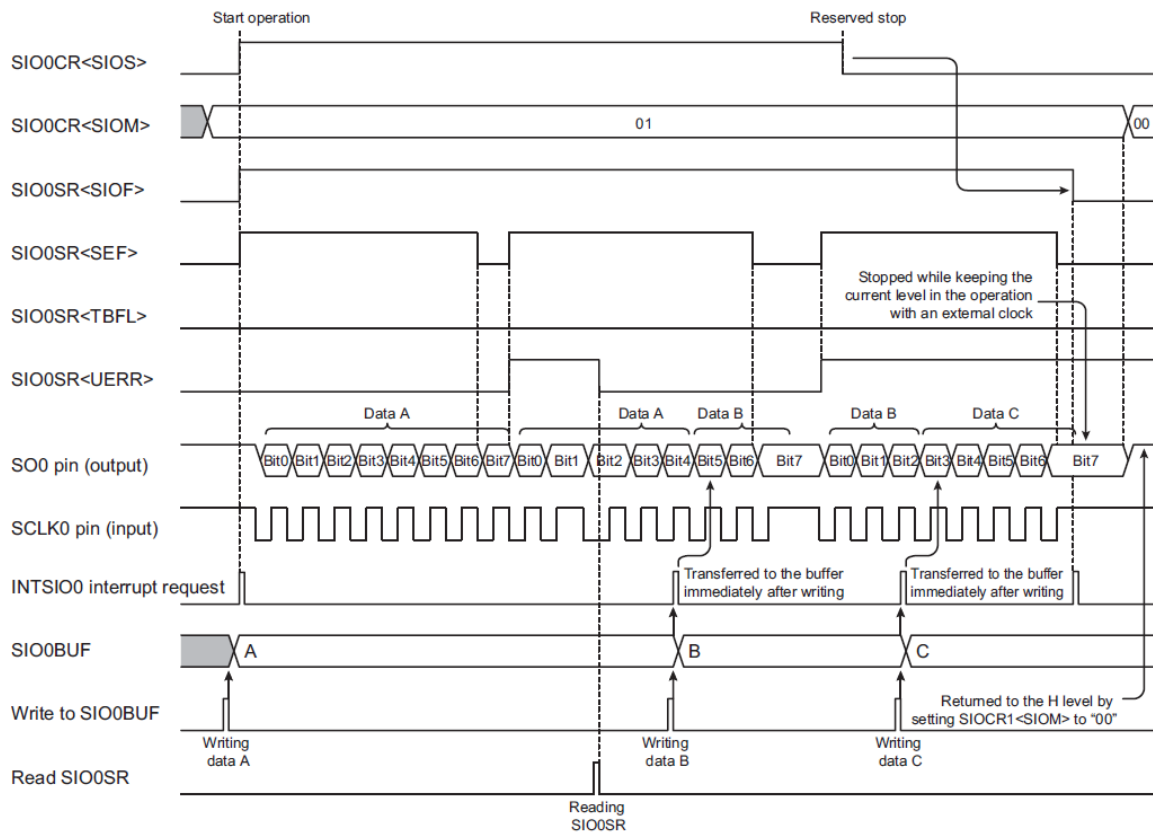 Start operation
Reserved stop
SIO0CR<SIOS>
SIO0CR<SIOM>
01
00
SIO0SR<SIOF>
SIO0SR<SEF>
Stopped while keeping the
current level in the operation
with an external clock
SIO0SR<TBFL>
SIO0SR<UERR>
Data A
Data A
Data B
Data B
Data C
SO0 pin (output)
Bit0 Bit1 Bit2 Bit3 Bit4 Bit5 Bit6 Bit7 Bit0 Bit1 Bit2 Bit3 Bit4 Bit5 Bit6 Bit7 Bit0 Bit1 Bit2 Bit3 Bit4 Bit5 Bit6 Bit7
SCLK0 pin (input)
INTSIO0 interrupt request
Transferred to the buffer
immediately after writing
Transferred to the buffer
immediately after writing
SIO0BUF
A
B
C
Write to SIO0BUF
Returned to the H level by
setting SIOCR1<SIOM> to “00”
Writing
data A
Writing
data B
Writing
data C
Read SIO0SR
Reading
SIO0SR